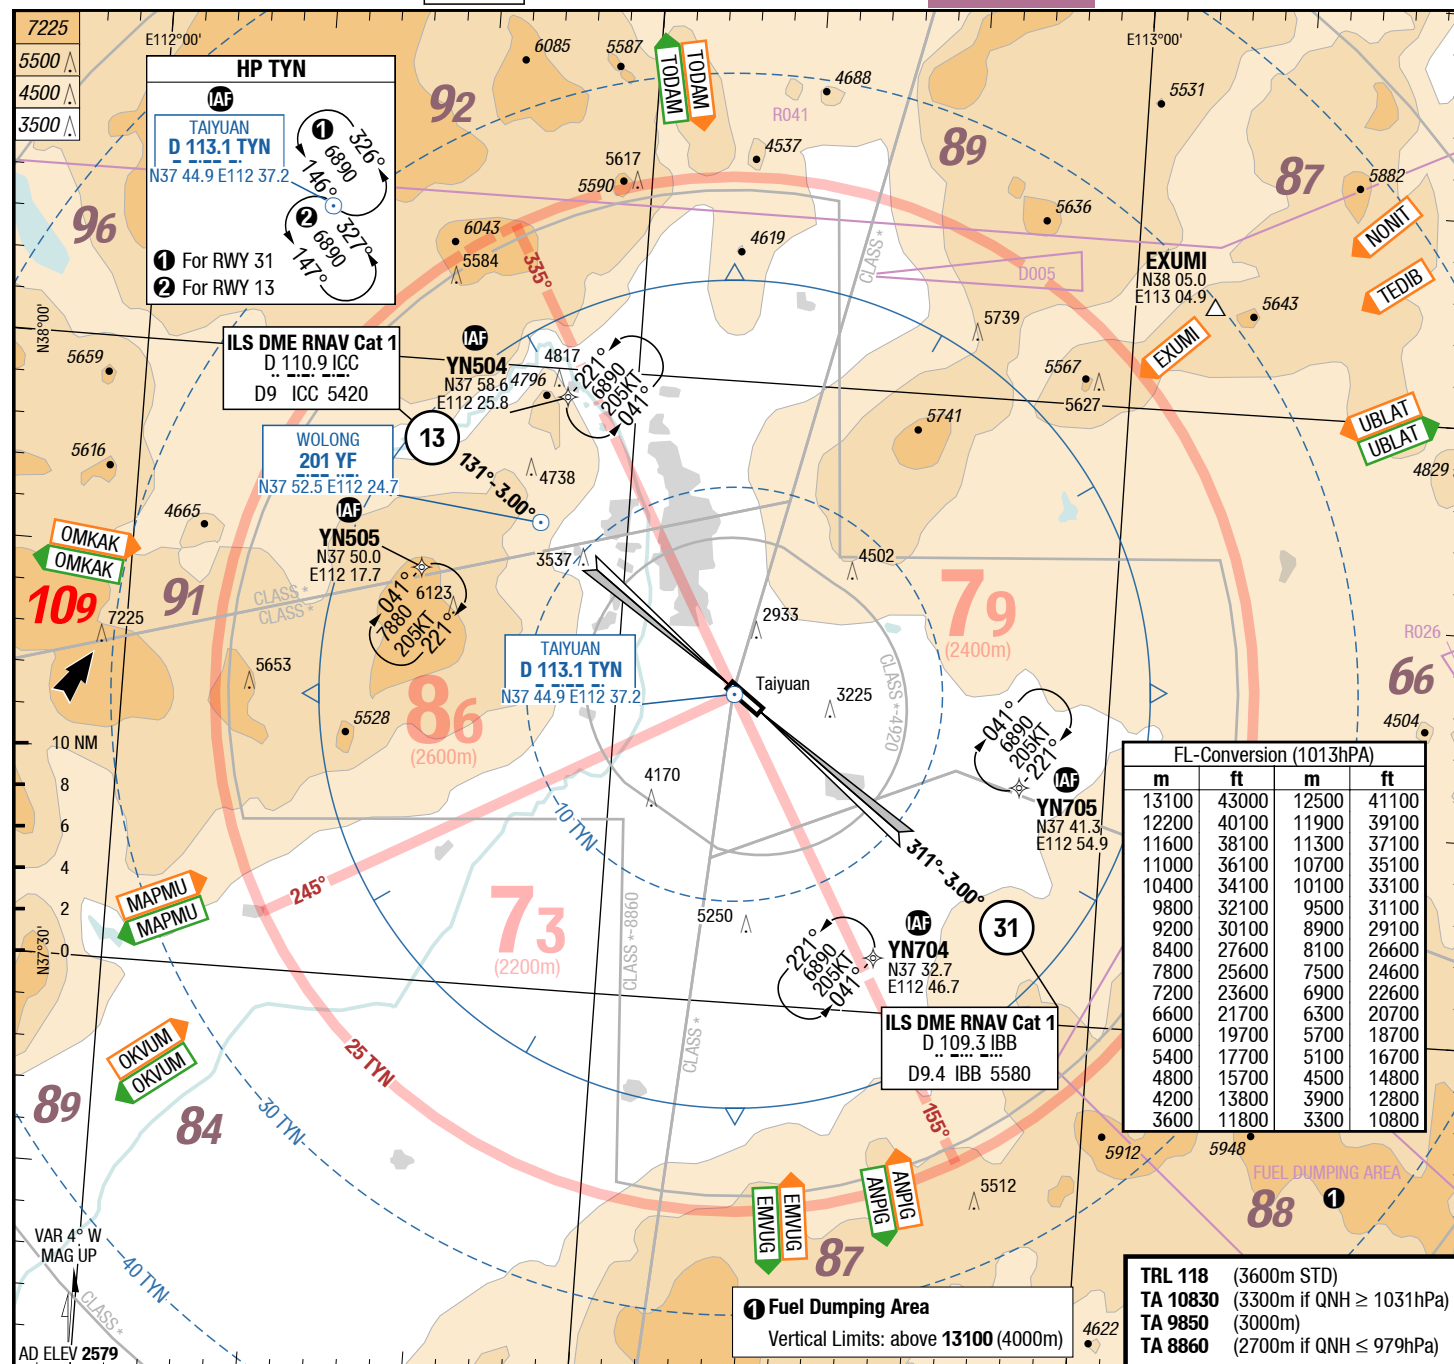 7225
5500
4500
3500
E112°00'
HP TYN
IAF
TAIYUAN
D 113.1 TYN
N37 44.9 E112 37.2
1
6890
326°
146°
2
6890
327°
147°
1 For RWY 31
2 For RWY 13
6085
5587
TODAM
TODAM
4688
R041
4537
E113°00'
5531
92
89
87
5882
5617
5590
5636
NONIT
96
6043
5584
4619
CLASS *
D005
EXUMI
N38 05.0
E113 04.9
TEDIB
335°
5643
N38°00'
ILS DME RNAV Cat 1
D 110.9 ICC
D9 ICC 5420
IAF
YN504
N37 58.6
E112 25.8
4817
4796
221°
6890
205KT
041°
5739
EXUMI
5659
5567
5627
13
5741
UBLAT
UBLAT
WOLONG
201 YF
N37 52.5 E112 24.7
131°-3.00°
4738
4829
5616
4665
IAF
YN505
N37 50.0
E112 17.7
OMKAK
OMKAK
3537
4502
109
91
CLASS *
CLASS *
041°
7880
205KT
221°
6123
79
(2400m)
2933
7225
R026
TAIYUAN
D 113.1 TYN
N37 44.9 E112 37.2
Taiyuan
5653
CLASS *-4920
66
86
(2600m)
3225
5528
041°
6890
205KT
221°
4504
10 NM
8
6
4
2
0
4170
IAF
YN705
N37 41.3
E112 54.9
10 TYN
FL-Conversion (1013hPA)
m ft m ft
13100 43000 12500 41100
12200 40100 11900 39100
11600 38100 11300 37100
11000 36100 10700 35100
10400 34100 10100 33100
9800 32100 9500 31100
9200 30100 8900 29100
8400 27600 8100 26600
7800 25600 7500 24600
7200 23600 6900 22600
6600 21700 6300 20700
6000 19700 5700 18700
5400 17700 5100 16700
4800 15700 4500 14800
4200 13800 3900 12800
3600 11800 3300 10800
311°-3.00°
245°
MAPMU
MAPMU
73
(2200m)
5250
31
IAF
YN704
N37 32.7
E112 46.7
221°
6890
205KT
041°
N37°30'
CLASS *-8860
ILS DME RNAV Cat 1
D 109.3 IBB
D9.4 IBB 5580
OKVUM
OKVUM
25 TYN
CLASS *
89
84
30 TYN
155°
5912
5948
FUEL DUMPING AREA
1
88
EMVUG
EMVUG
ANPIG
ANPIG
5512
87
VAR 4° W
MAG UP
40 TYN
CLASS *
1 Fuel Dumping Area
Vertical Limits: above 13100 (4000m)
4622
TRL 118 (3600m STD)
TA 10830 (3300m if QNH ≥ 1031hPa)
TA 9850 (3000m)
TA 8860 (2700m if QNH ≤ 979hPa)
AD ELEV 2579